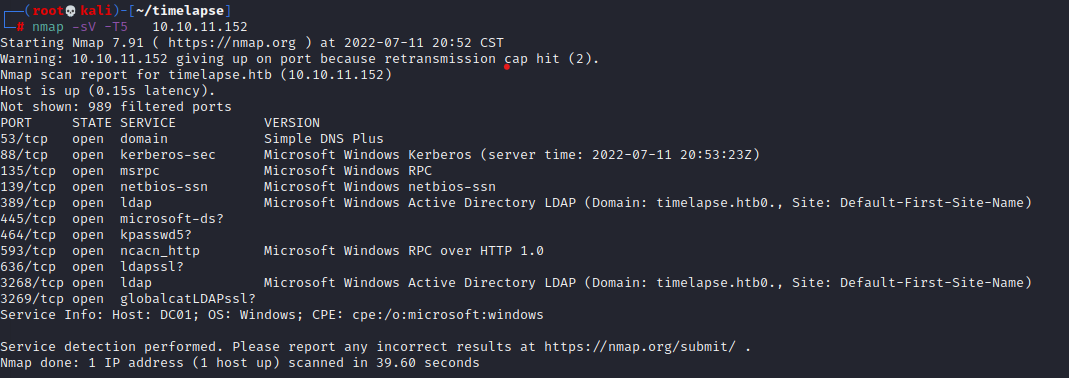 ┌──(root💀kali)-[~/timelapse]
└─# nmap -sV -T5   10.10.11.152
Starting Nmap 7.91 ( https://nmap.org ) at 2022-07-11 20:52 CST
Warning: 10.10.11.152 giving up on port because retransmission cap hit (2).
Nmap scan report for timelapse.htb (10.10.11.152)
Host is up (0.15s latency).
Not shown: 989 filtered ports
PORT     STATE SERVICE           VERSION
53/tcp   open  domain            Simple DNS Plus
88/tcp   open  kerberos-sec      Microsoft Windows Kerberos (server time: 2022-07-11 20:53:23Z)
135/tcp  open  msrpc             Microsoft Windows RPC
139/tcp  open  netbios-ssn       Microsoft Windows netbios-ssn
389/tcp  open  ldap              Microsoft Windows Active Directory LDAP (Domain: timelapse.htb0., Site: Default-First-Site-Name)
445/tcp  open  microsoft-ds?
464/tcp  open  kpasswd5?
593/tcp  open  ncacn_http        Microsoft Windows RPC over HTTP 1.0
636/tcp  open  ldapssl?
3268/tcp open  ldap              Microsoft Windows Active Directory LDAP (Domain: timelapse.htb0., Site: Default-First-Site-Name)
3269/tcp open  globalcatLDAPssl?
Service Info: Host: DC01; OS: Windows; CPE: cpe:/o:microsoft:windows

Service detection performed. Please report any incorrect results at https://nmap.org/submit/ .
Nmap done: 1 IP address (1 host up) scanned in 39.60 seconds